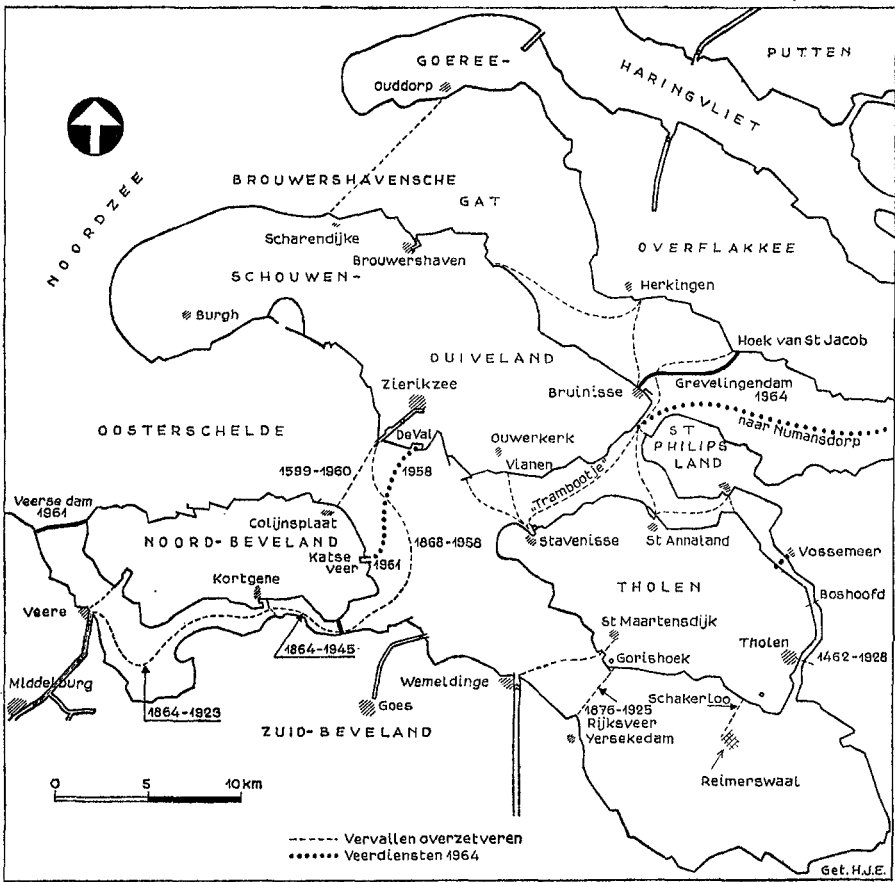 PUTTEN
GOEREE-
HARINGVLIET
Ouddorp
NOORDZEE
BROUWERSHAVENSCHE
GAT
Scharendijke
Brouwershaven
OVERFLAKKEE
SCHOUWEN-
Herkingen
Burgh
Hoek van St Jacob
DUIVELAND
Zierikzee
Bruinisse
Grevelingendam
1964
naar Numansdorp
OOSTERSCHELDE
De Val
Ouwerkerk
Vianen
ST
PHILIPS
LAND
1599-1960
1958
"Trambootje"
Veerse dam
1961
Colijnsplaat
NOORD-BEVELAND
Katse
veer
1961
1868-1958
Stavenisse
St Annaland
Vossemeer
Kortgene
THOLEN
Boshoofd
Veere
St Maartensdijk
1864-1945
Tholen
Gorishoek
1462-1928
Middelburg
Wemeldinge
Schakerloo
1864-1923
Goes
1876-1925
Rijksveer
Yersekedam
ZUID-BEVELAND
Reimerswaal
0 5 10 km
Vervallen overzetveren
Veerdiensten 1964
Get. H.J.E.